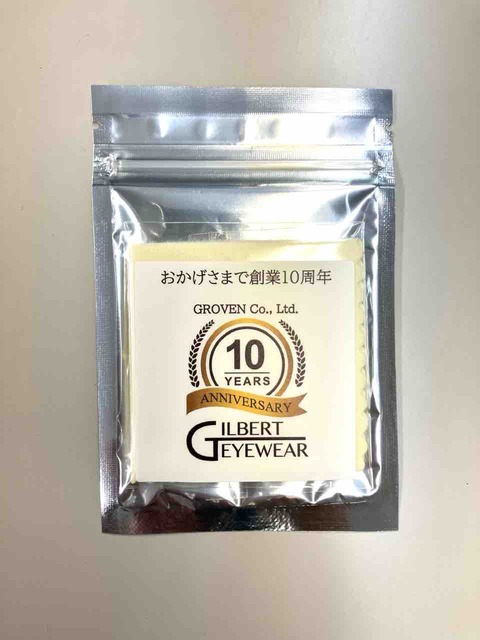 おかげさまで創業10周年
GROVEN Co., Ltd.
10
YEARS
ANNIVERSARY
GILBERT
EYEWEAR